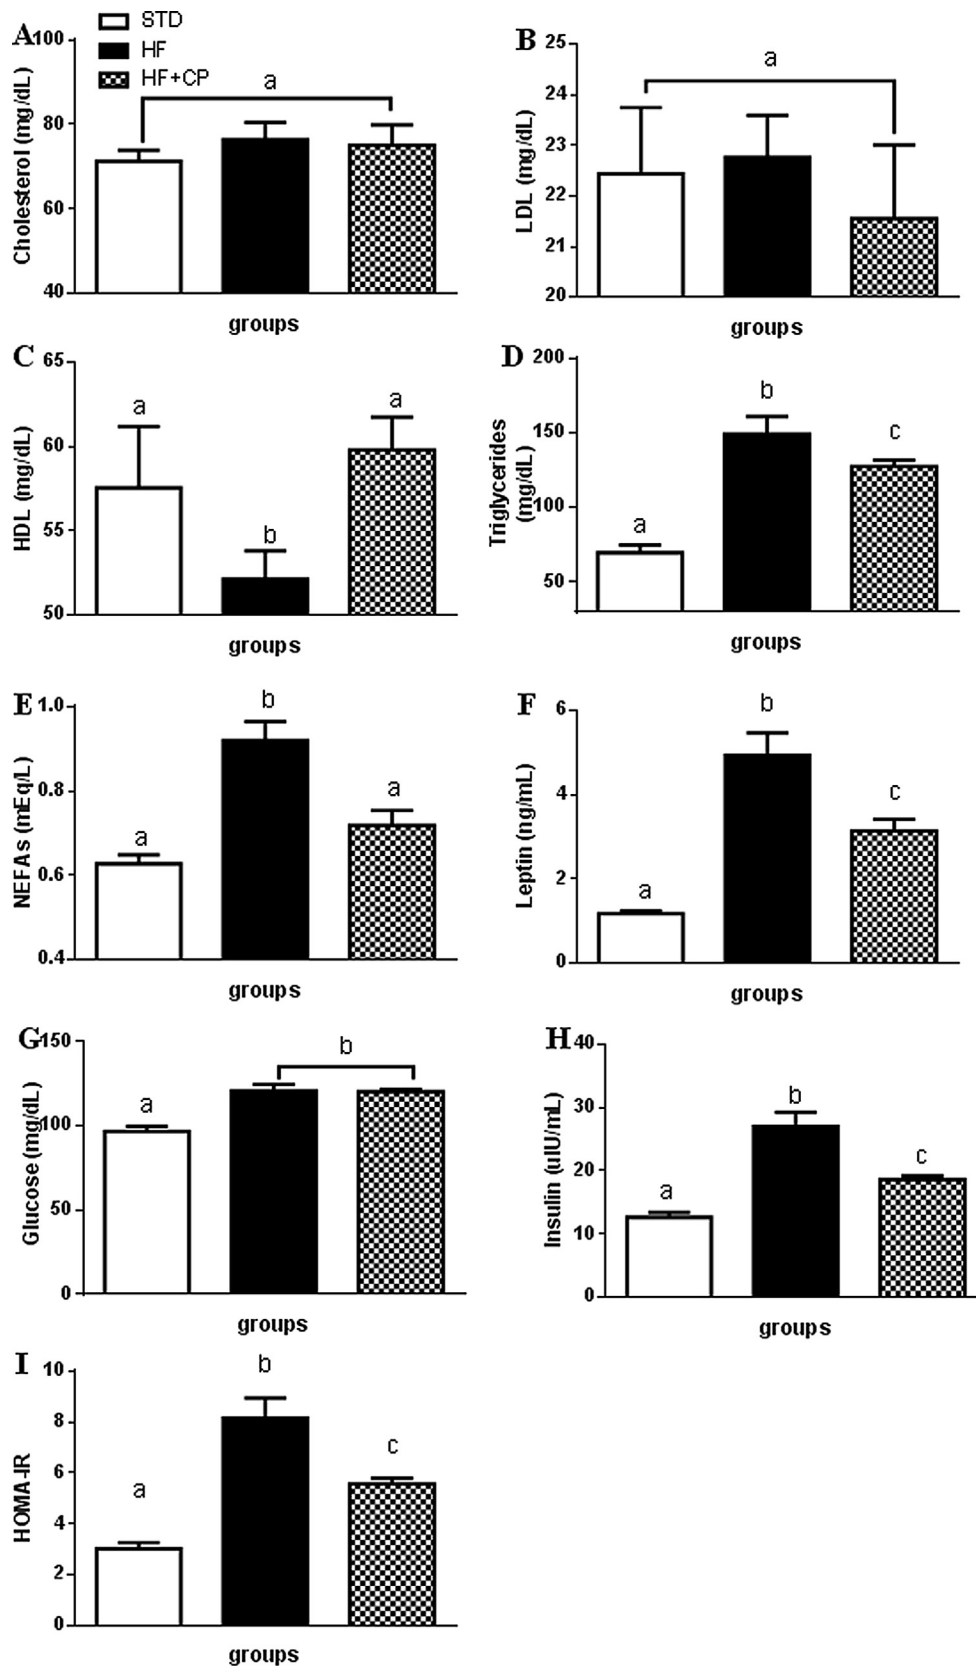 A
STD
HF
HF+CP
Cholesterol (mg/dL)
100
80
60
40
a
groups
B
LDL (mg/dL)
25
24
23
22
21
20
a
groups
C
HDL (mg/dL)
65
60
55
50
a
b
a
groups
D
Triglycerides
(mg/dL)
200
150
100
50
a
b
c
groups
E
NEFAs (mEq/L)
1.0
0.8
0.6
0.4
a
b
a
groups
F
Leptin (ng/mL)
6
4
2
0
a
b
c
groups
G
Glucose (mg/dL)
150
100
50
0
a
b
groups
H
Insulin (uIU/mL)
40
30
20
10
0
a
b
c
groups
I
HOMA-IR
10
8
6
4
2
0
a
b
c
groups